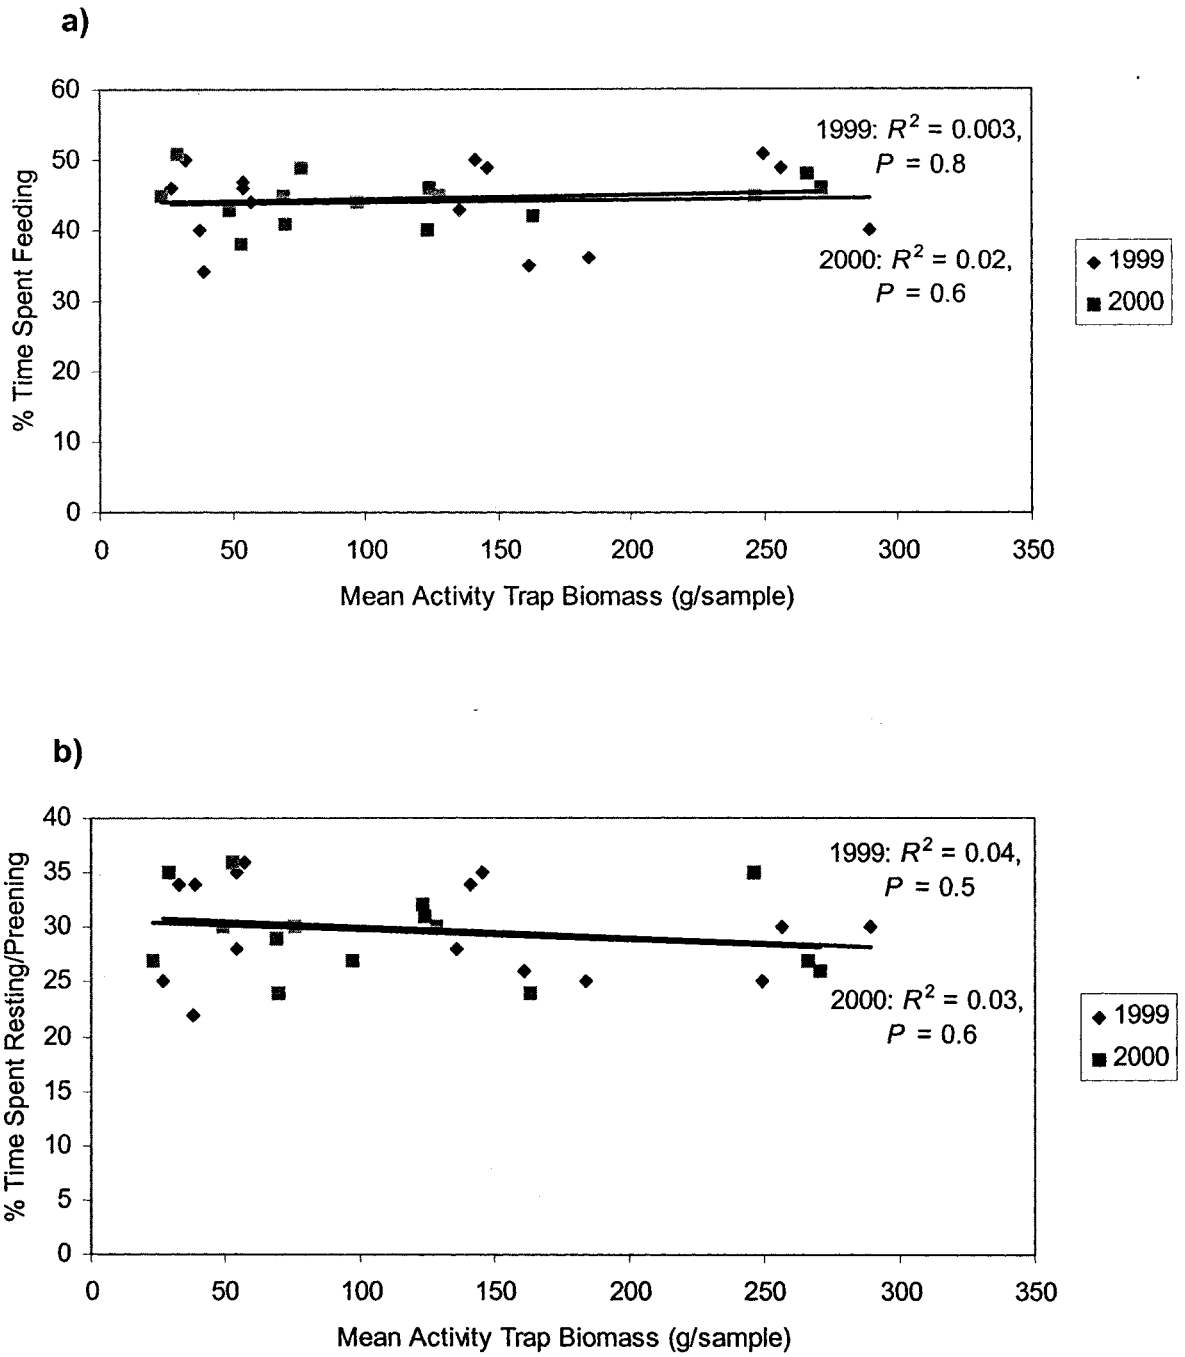 a)
60
50
40
30
20
10
0
% Time Spent Feeding
1999: R² = 0.003,
P = 0.8
2000: R² = 0.02,
P = 0.6
1999
2000
0 50 100 150 200 250 300 350
Mean Activity Trap Biomass (g/sample)
b)
40
35
30
25
20
15
10
5
0
% Time Spent Resting/Preening
1999: R² = 0.04,
P = 0.5
2000: R² = 0.03,
P = 0.6
1999
2000
0 50 100 150 200 250 300 350
Mean Activity Trap Biomass (g/sample)